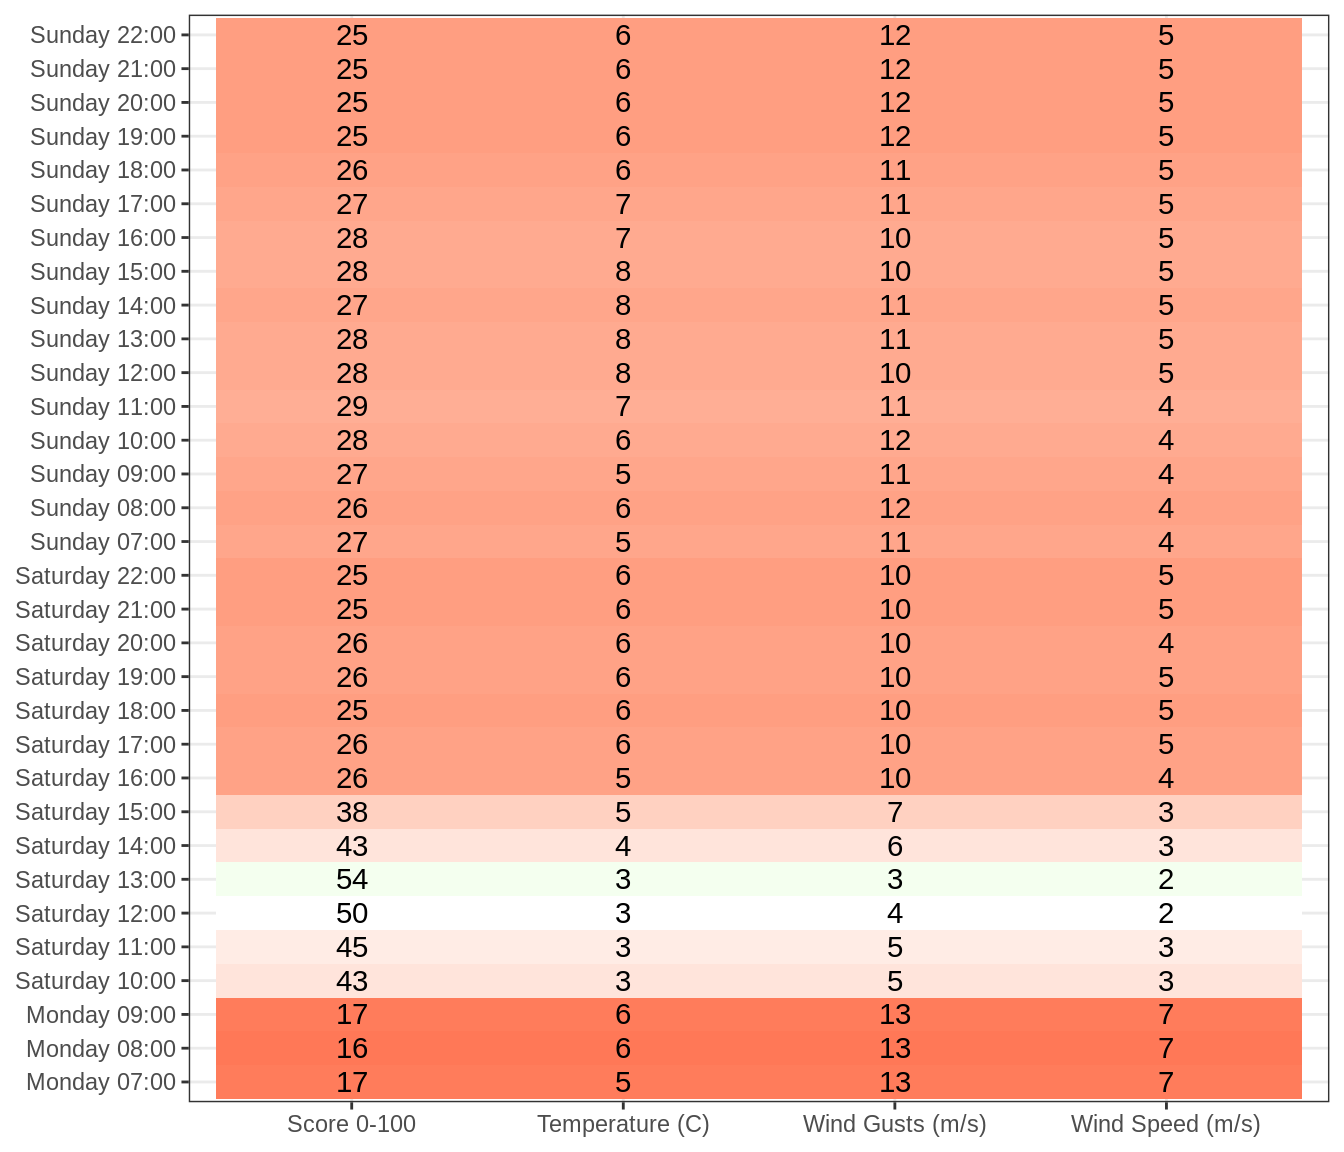 Sunday 22:00 25 6 12 5
Sunday 21:00 25 6 12 5
Sunday 20:00 25 6 12 5
Sunday 19:00 25 6 12 5
Sunday 18:00 26 6 11 5
Sunday 17:00 27 7 11 5
Sunday 16:00 28 7 10 5
Sunday 15:00 28 8 10 5
Sunday 14:00 27 8 11 5
Sunday 13:00 28 8 11 5
Sunday 12:00 28 8 10 5
Sunday 11:00 29 7 11 4
Sunday 10:00 28 6 12 4
Sunday 09:00 27 5 11 4
Sunday 08:00 26 6 12 4
Sunday 07:00 27 5 11 4
Saturday 22:00 25 6 10 5
Saturday 21:00 25 6 10 5
Saturday 20:00 26 6 10 4
Saturday 19:00 26 6 10 5
Saturday 18:00 25 6 10 5
Saturday 17:00 26 6 10 5
Saturday 16:00 26 5 10 4
Saturday 15:00 38 5 7 3
Saturday 14:00 43 4 6 3
Saturday 13:00 54 3 3 2
Saturday 12:00 50 3 4 2
Saturday 11:00 45 3 5 3
Saturday 10:00 43 3 5 3
Monday 09:00 17 6 13 7
Monday 08:00 16 6 13 7
Monday 07:00 17 5 13 7
Score 0-100 Temperature (C) Wind Gusts (m/s) Wind Speed (m/s)